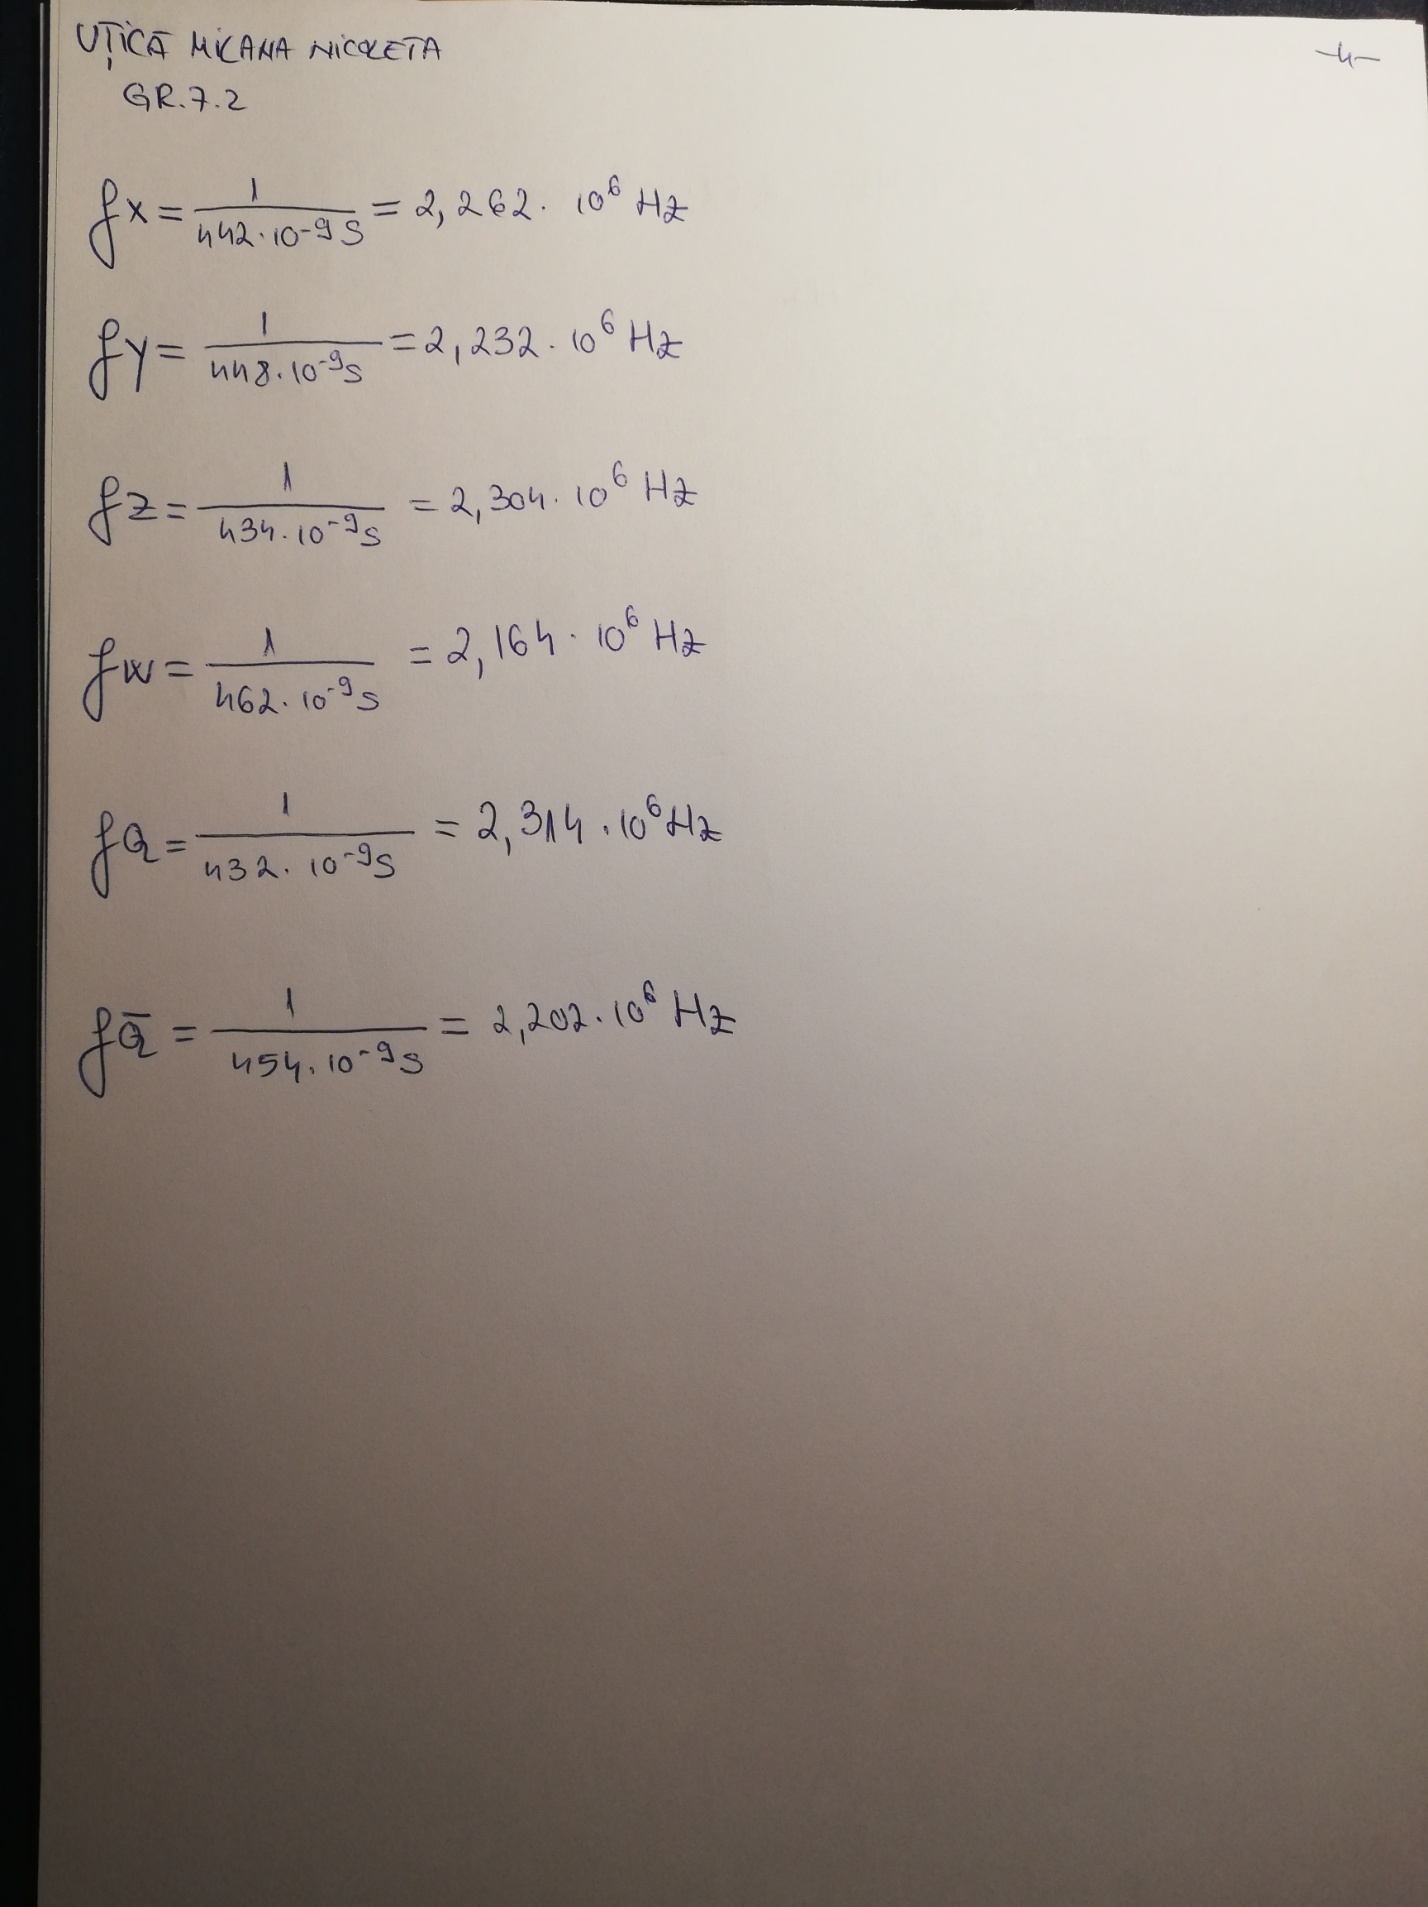 UȚICĂ MICANA NICOLETA
-4-
GR.7.2
fx = 1 / 442·10⁻⁹S = 2,262·10⁶ Hz
fy = 1 / 448·10⁻⁹S = 2,232·10⁶ Hz
fz = 1 / 434·10⁻⁹S = 2,304·10⁶ Hz
fw = 1 / 462·10⁻⁹S = 2,164·10⁶ Hz
fQ = 1 / 432·10⁻⁹S = 2,314·10⁶ Hz
fQ̄ = 1 / 454·10⁻⁹S = 2,202·10⁶ Hz